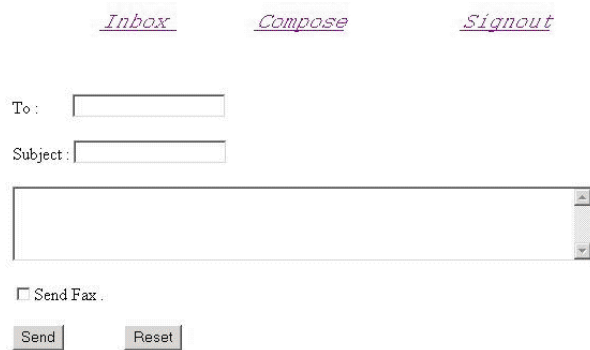 Inbox Compose Signout
To :
Subject :
Send Fax .
Send Reset